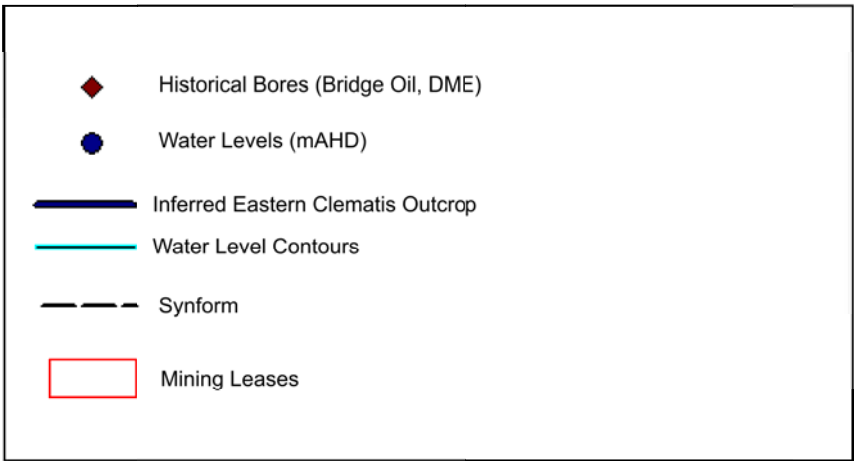 Historical Bores (Bridge Oil, DME)
Water Levels (mAHD)
Inferred Eastern Clematis Outcrop
Water Level Contours
Synform
Mining Leases